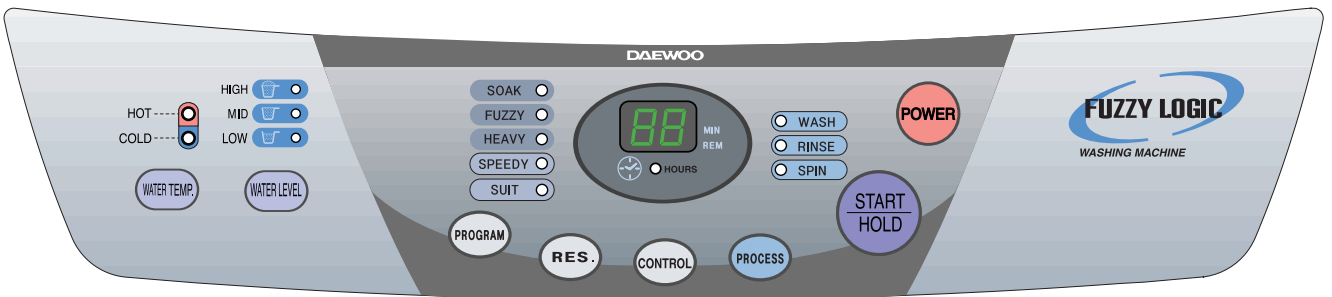 DAEWOO
HIGH
MID
LOW
HOT
COLD
WATER TEMP.
WATER LEVEL
SOAK
FUZZY
HEAVY
SPEEDY
SUIT
88
MIN
REM
HOURS
WASH
RINSE
SPIN
POWER
START
HOLD
PROGRAM
RES.
CONTROL
PROCESS
FUZZY LOGIC
WASHING MACHINE